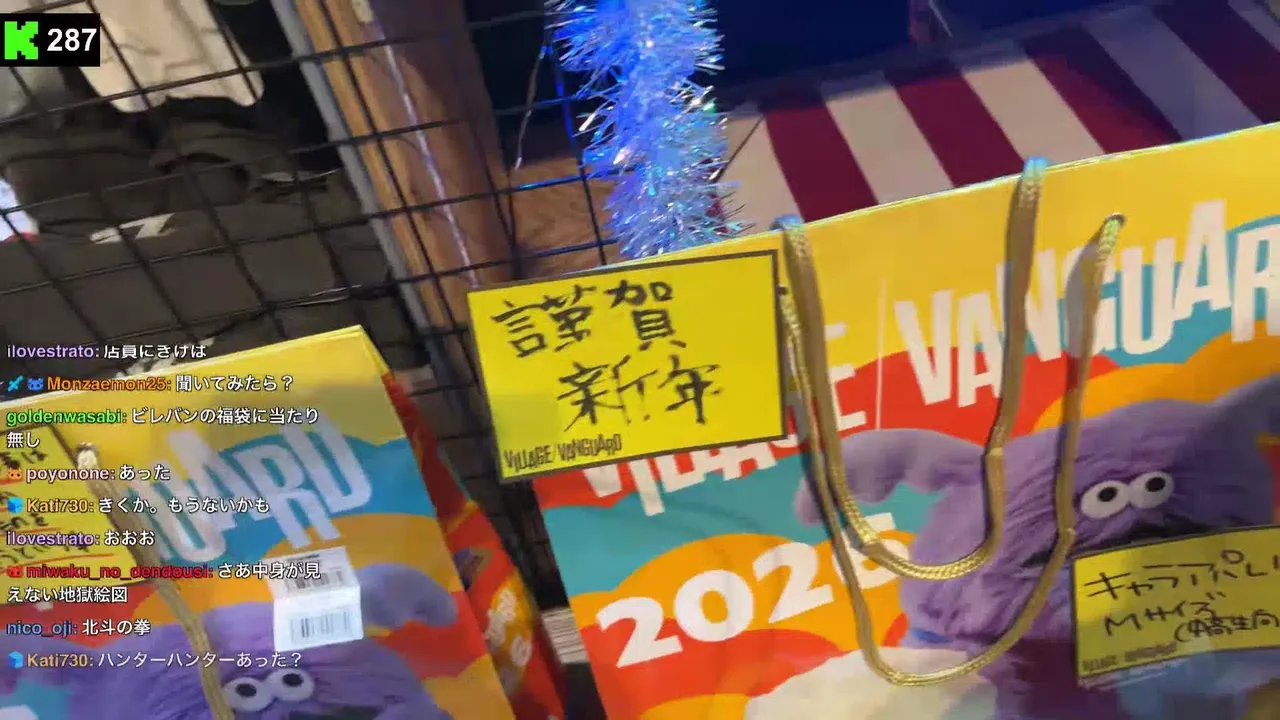 287
ilovestrato: 店員にきけは
Monzaemon25: 聞いてみたら？
goldenwasabi: ビレバンの福袋に当たり
無し
poyonone: あった
Kati730: きくか。もうないかも
ilovestrato: おおお
miwaku_no_dendousi: さあ中身が見
えない地獄絵図
nico_oji: 北斗の拳
Kati730: ハンターハンターあった？
謹賀
新年
VILLAGE/VANGUARD
VANGUAR
VILLAGE
2026
キャラアパレル
Mサイズ
UARD